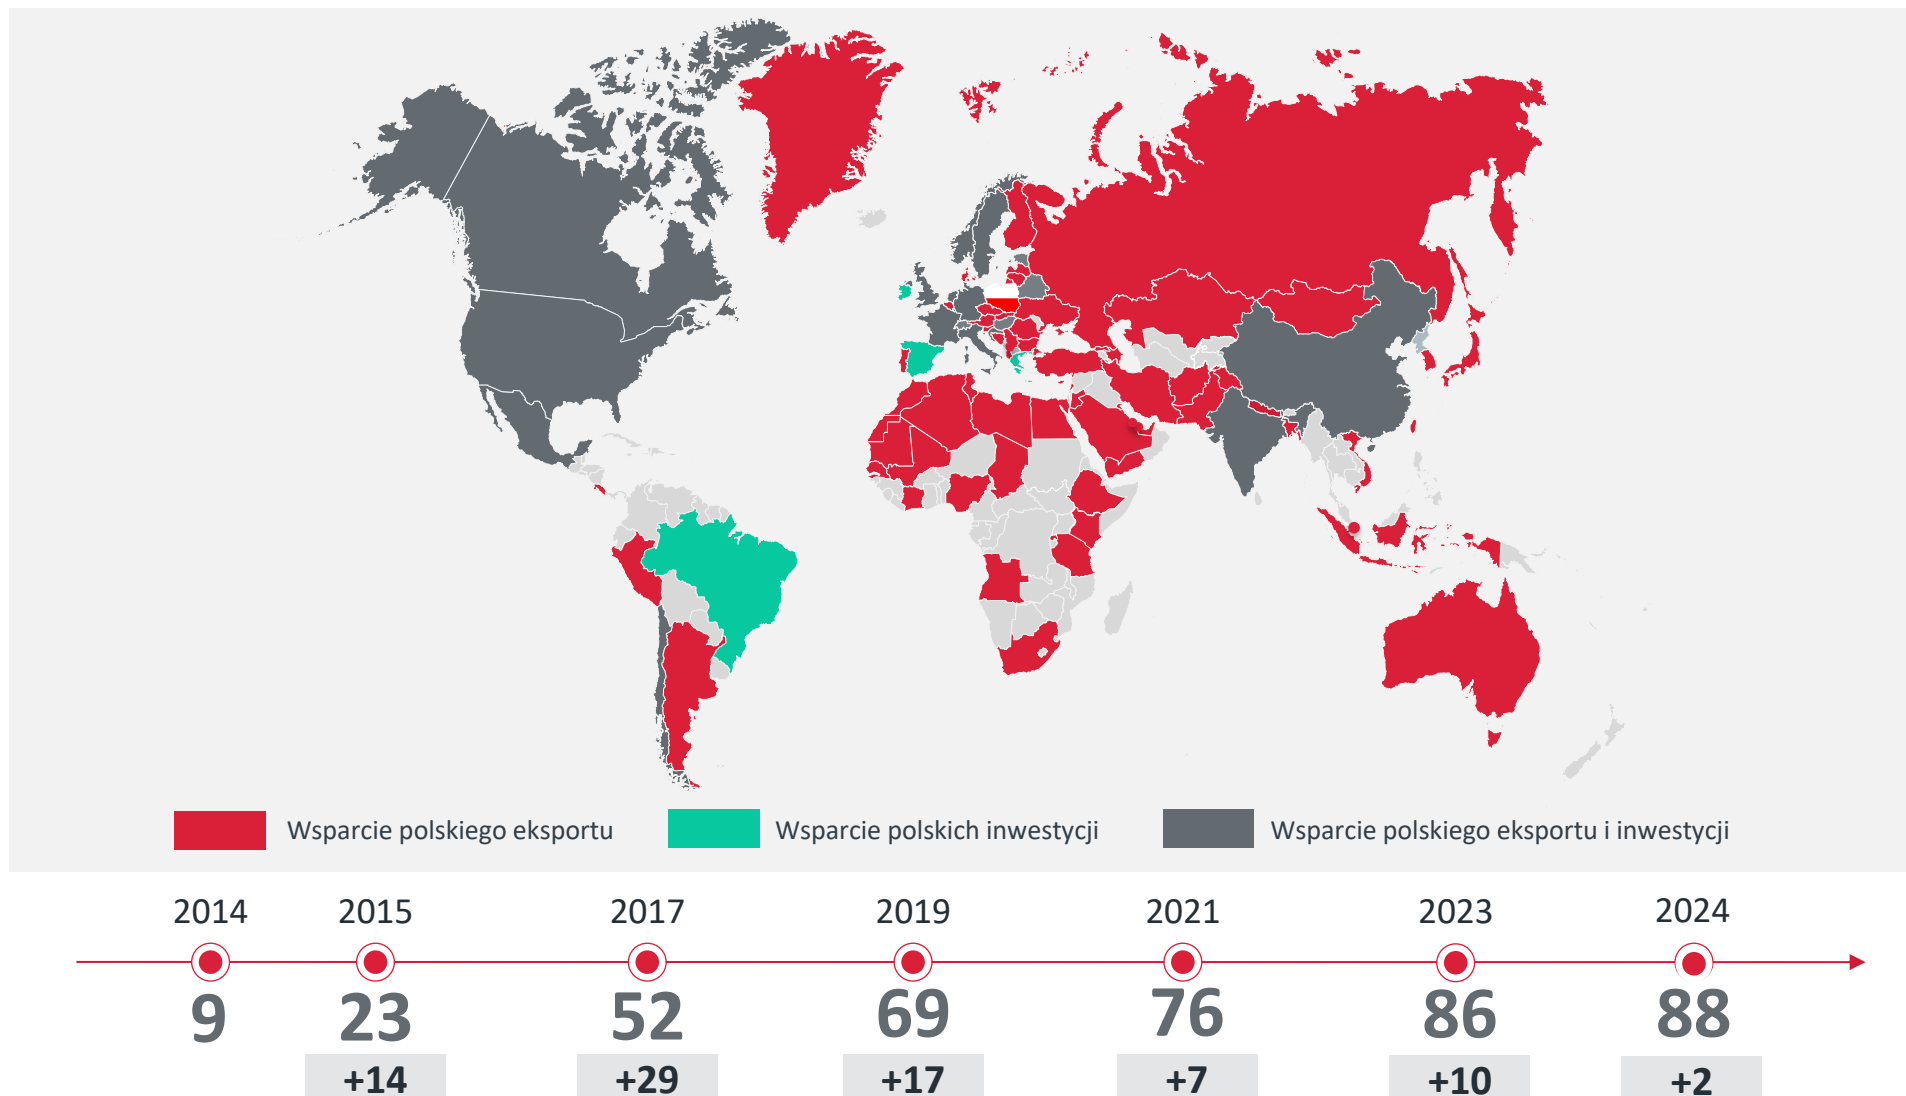 Wsparcie polskiego eksportu
Wsparcie polskich inwestycji
Wsparcie polskiego eksportu i inwestycji
2014 2015 2017 2019 2021 2023 2024
9 23 52 69 76 86 88
+14 +29 +17 +7 +10 +2